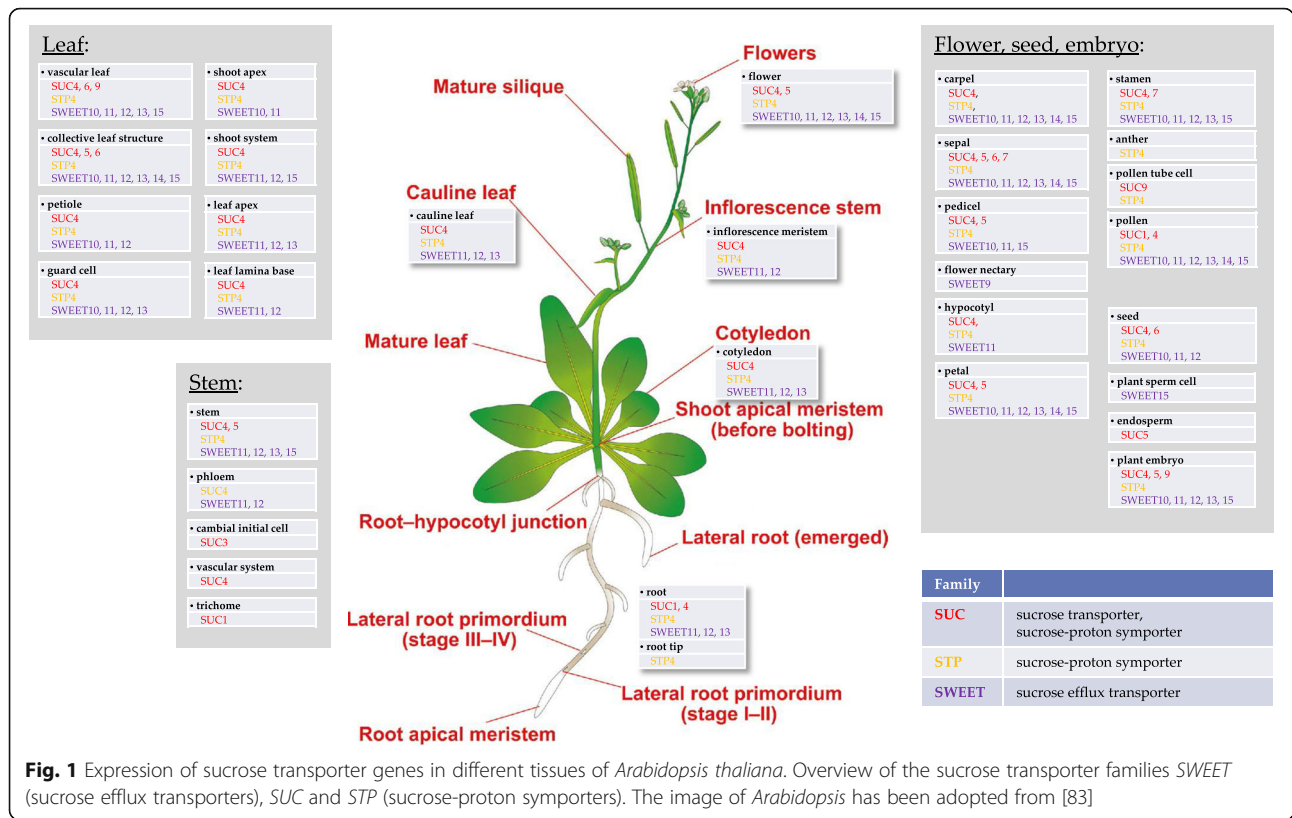 Leaf:
• vascular leaf
SUC4, 6, 9
STP4
SWEET10, 11, 12, 13, 15
• collective leaf structure
SUC4, 5, 6
STP4
SWEET10, 11, 12, 13, 14, 15
• petiole
SUC4
STP4
SWEET10, 11, 12
• guard cell
SUC4
STP4
SWEET10, 11, 12, 13
• shoot apex
SUC4
STP4
SWEET10, 11
• shoot system
SUC4
STP4
SWEET11, 12, 15
• leaf apex
SUC4
STP4
SWEET11, 12, 13
• leaf lamina base
SUC4
STP4
SWEET11, 12
Stem:
• stem
SUC4, 5
STP4
SWEET11, 12, 13, 15
• phloem
SUC4
SWEET11, 12
• cambial initial cell
SUC3
• vascular system
SUC4
• trichome
SUC1
Flowers
• flower
SUC4, 5
STP4
SWEET10, 11, 12, 13, 14, 15
Mature silique
Cauline leaf
• cauline leaf
SUC4
STP4
SWEET11, 12, 13
Inflorescence stem
• inflorescence meristem
SUC4
STP4
SWEET11, 12
Mature leaf
Cotyledon
• cotyledon
SUC4
STP4
SWEET11, 12, 13
Shoot apical meristem
(before bolting)
Root–hypocotyl junction
Lateral root (emerged)
• root
SUC1, 4
STP4
SWEET11, 12, 13
• root tip
STP4
Lateral root primordium
(stage III–IV)
Lateral root primordium
(stage I–II)
Root apical meristem
Flower, seed, embryo:
• carpel
SUC4,
STP4,
SWEET10, 11, 12, 13, 14, 15
• sepal
SUC4, 5, 6, 7
STP4
SWEET10, 11, 12, 13, 14, 15
• pedicel
SUC4, 5
STP4
SWEET10, 11, 15
• flower nectary
SWEET9
• hypocotyl
SUC4,
STP4
SWEET11
• petal
SUC4, 5
STP4
SWEET10, 11, 12, 13, 14, 15
• stamen
SUC4, 7
STP4
SWEET10, 11, 12, 13, 15
• anther
STP4
• pollen tube cell
SUC9
STP4
• pollen
SUC1, 4
STP4
SWEET10, 11, 12, 13, 14, 15
• seed
SUC4, 6
STP4
SWEET10, 11, 12
• plant sperm cell
SWEET15
• endosperm
SUC5
• plant embryo
SUC4, 5, 9
STP4
SWEET10, 11, 12, 13, 15
Family
SUC sucrose transporter,
sucrose-proton symporter
STP sucrose-proton symporter
SWEET sucrose efflux transporter
Fig. 1 Expression of sucrose transporter genes in different tissues of Arabidopsis thaliana. Overview of the sucrose transporter families SWEET
(sucrose efflux transporters), SUC and STP (sucrose-proton symporters). The image of Arabidopsis has been adopted from [83]